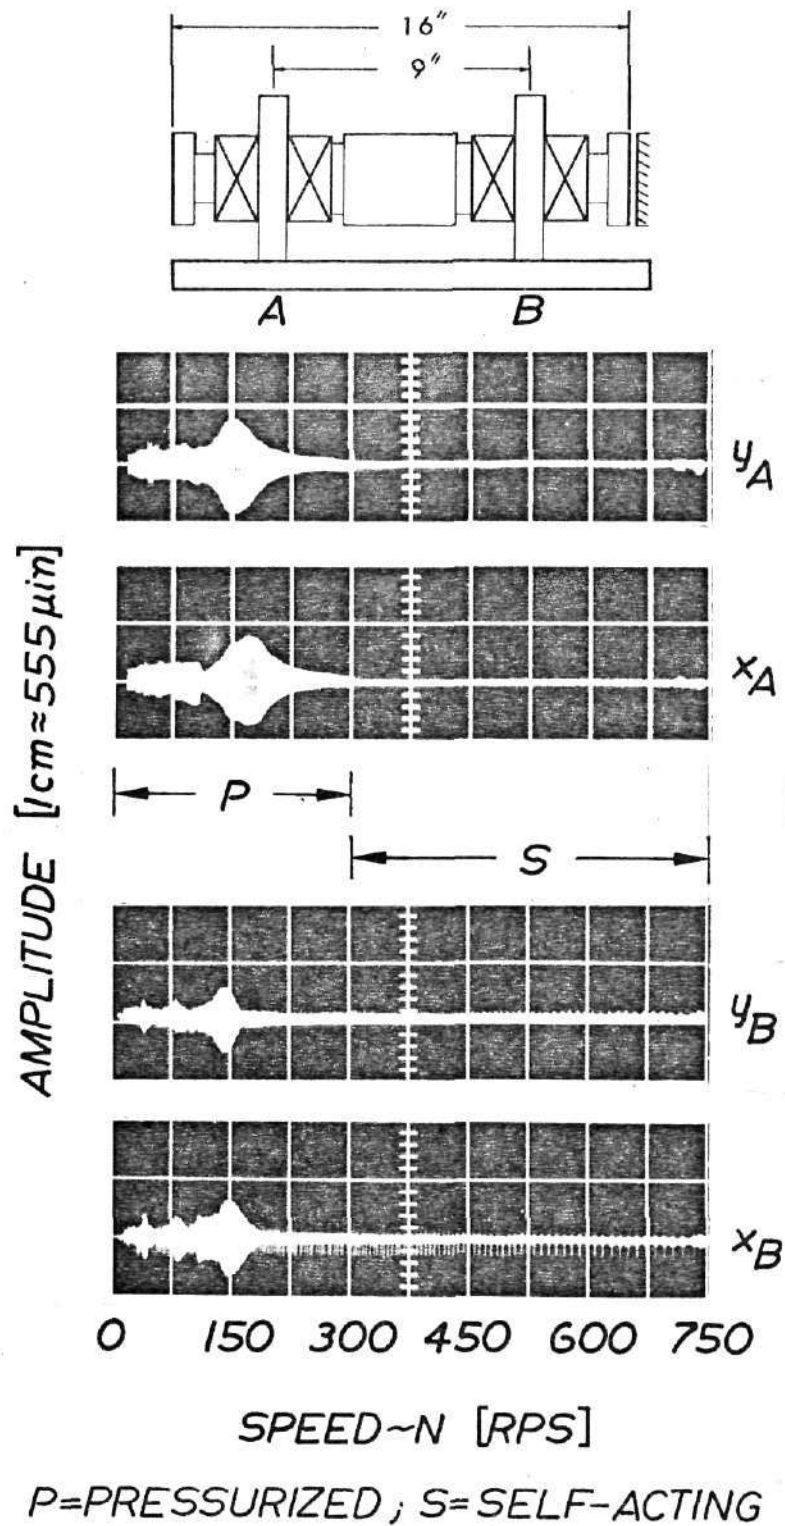 16"
9"
A B
y_A
x_A
P
S
y_B
x_B
AMPLITUDE [1cm≈555μin]
0 150 300 450 600 750
SPEED~N [RPS]
P=PRESSURIZED; S=SELF-ACTING